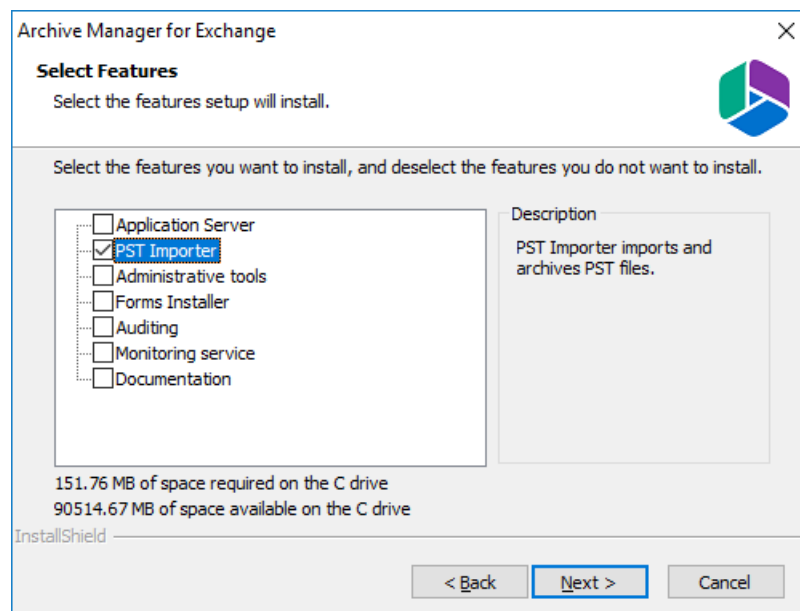 Archive Manager for Exchange
Select Features
Select the features setup will install.
Select the features you want to install, and deselect the features you do not want to install.
Application Server
PST Importer
Administrative tools
Forms Installer
Auditing
Monitoring service
Documentation
Description
PST Importer imports and
archives PST files.
151.76 MB of space required on the C drive
90514.67 MB of space available on the C drive
InstallShield
< Back
Next >
Cancel